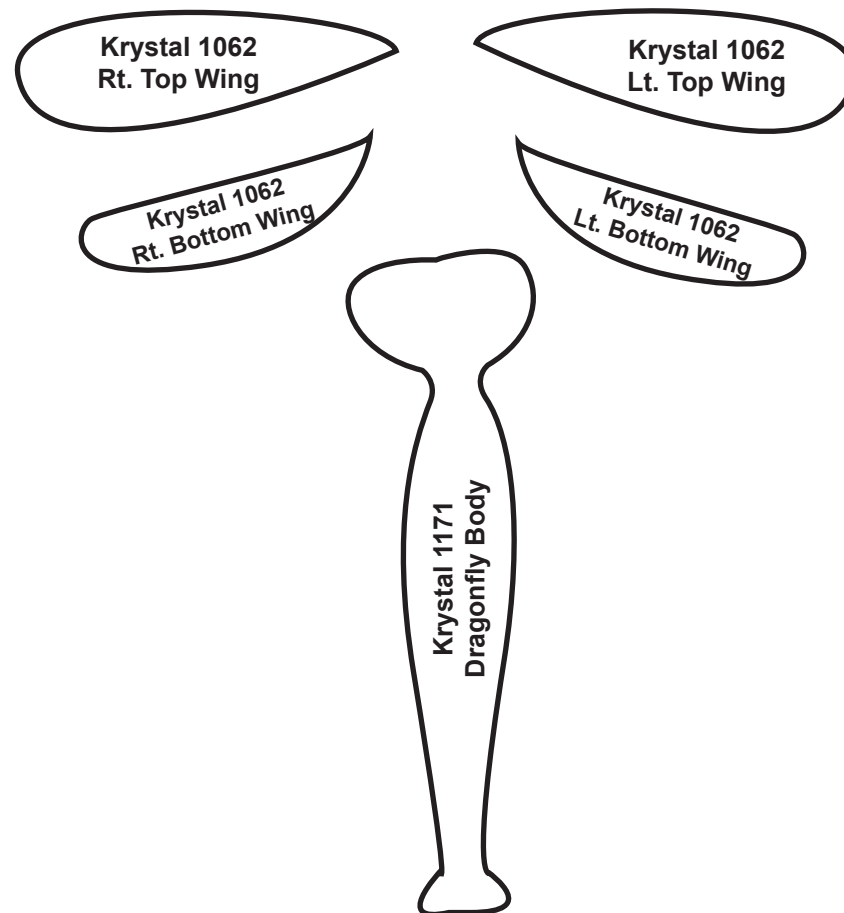 Krystal 1062
Rt. Top Wing
Krystal 1062
Lt. Top Wing
Krystal 1062
Rt. Bottom Wing
Krystal 1062
Lt. Bottom Wing
Krystal 1171
Dragonfly Body